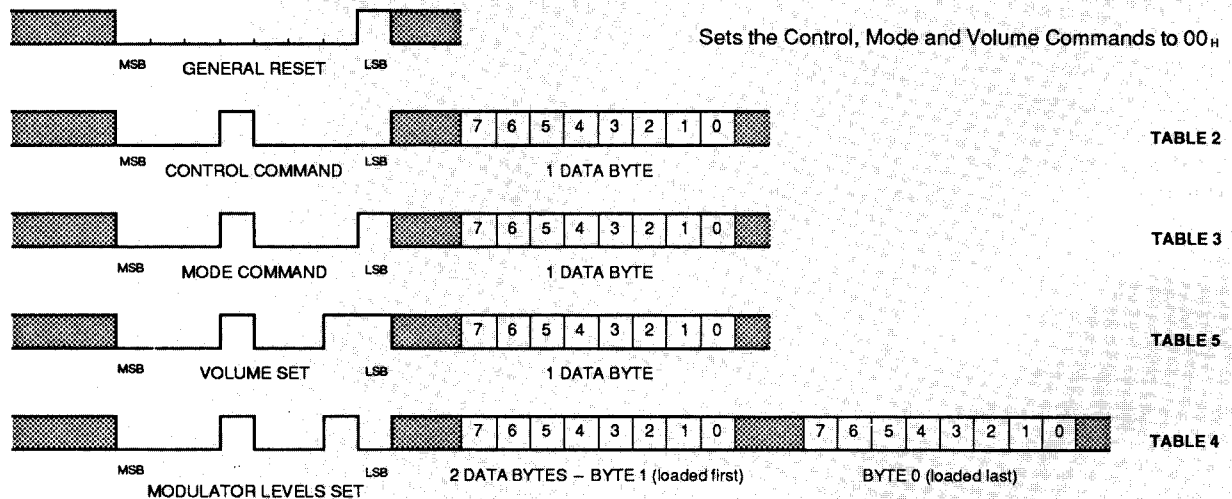 Sets the Control, Mode and Volume Commands to 00H
MSB GENERAL RESET LSB
7 6 5 4 3 2 1 0 TABLE 2
MSB CONTROL COMMAND LSB 1 DATA BYTE
7 6 5 4 3 2 1 0 TABLE 3
MSB MODE COMMAND LSB 1 DATA BYTE
7 6 5 4 3 2 1 0 TABLE 5
MSB VOLUME SET LSB 1 DATA BYTE
7 6 5 4 3 2 1 0 7 6 5 4 3 2 1 0 TABLE 4
MSB LSB 2 DATA BYTES – BYTE 1 (loaded first) BYTE 0 (loaded last)
MODULATOR LEVELS SET